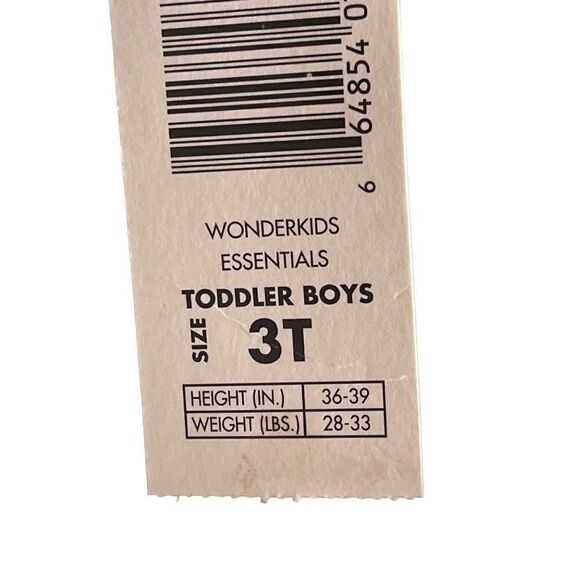 6 64854 0
WONDERKIDS
ESSENTIALS
TODDLER BOYS
SIZE 3T
HEIGHT (IN.) 36-39
WEIGHT (LBS.) 28-33